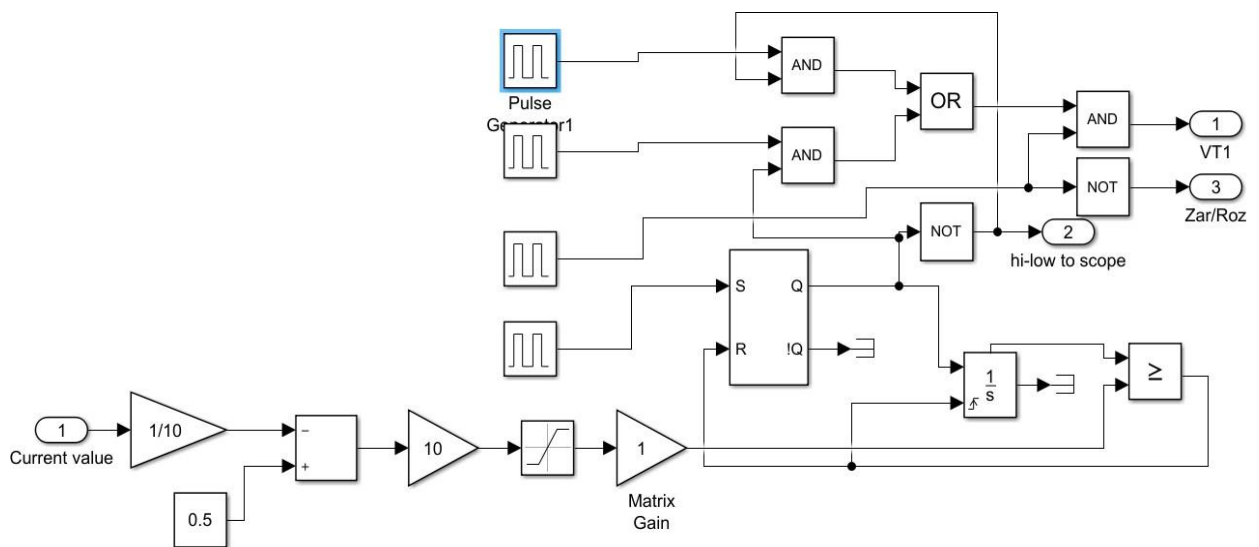 AND
OR
Pulse
Generator1
AND
AND
1
VT1
NOT
3
Zar/Roz
NOT
2
hi-low to scope
S
Q
R
!Q
1
s
≥
1
Current value
1/10
−
+
0.5
10
1
Matrix
Gain